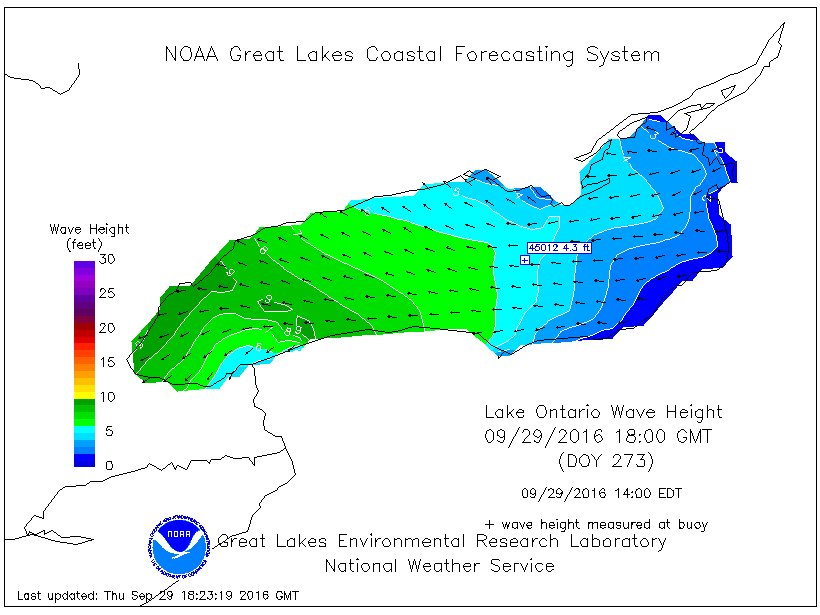 NOAA Great Lakes Coastal Forecasting System
Wave Height
(feet)
30
25
20
15
10
5
0
45012 4.3 ft
Lake Ontario Wave Height
09/29/2016 18:00 GMT
(DOY 273)
09/29/2016 14:00 EDT
+ wave height measured at buoy
NOAA
Great Lakes Environmental Research Laboratory
National Weather Service
Last updated: Thu Sep 29 18:23:19 2016 GMT